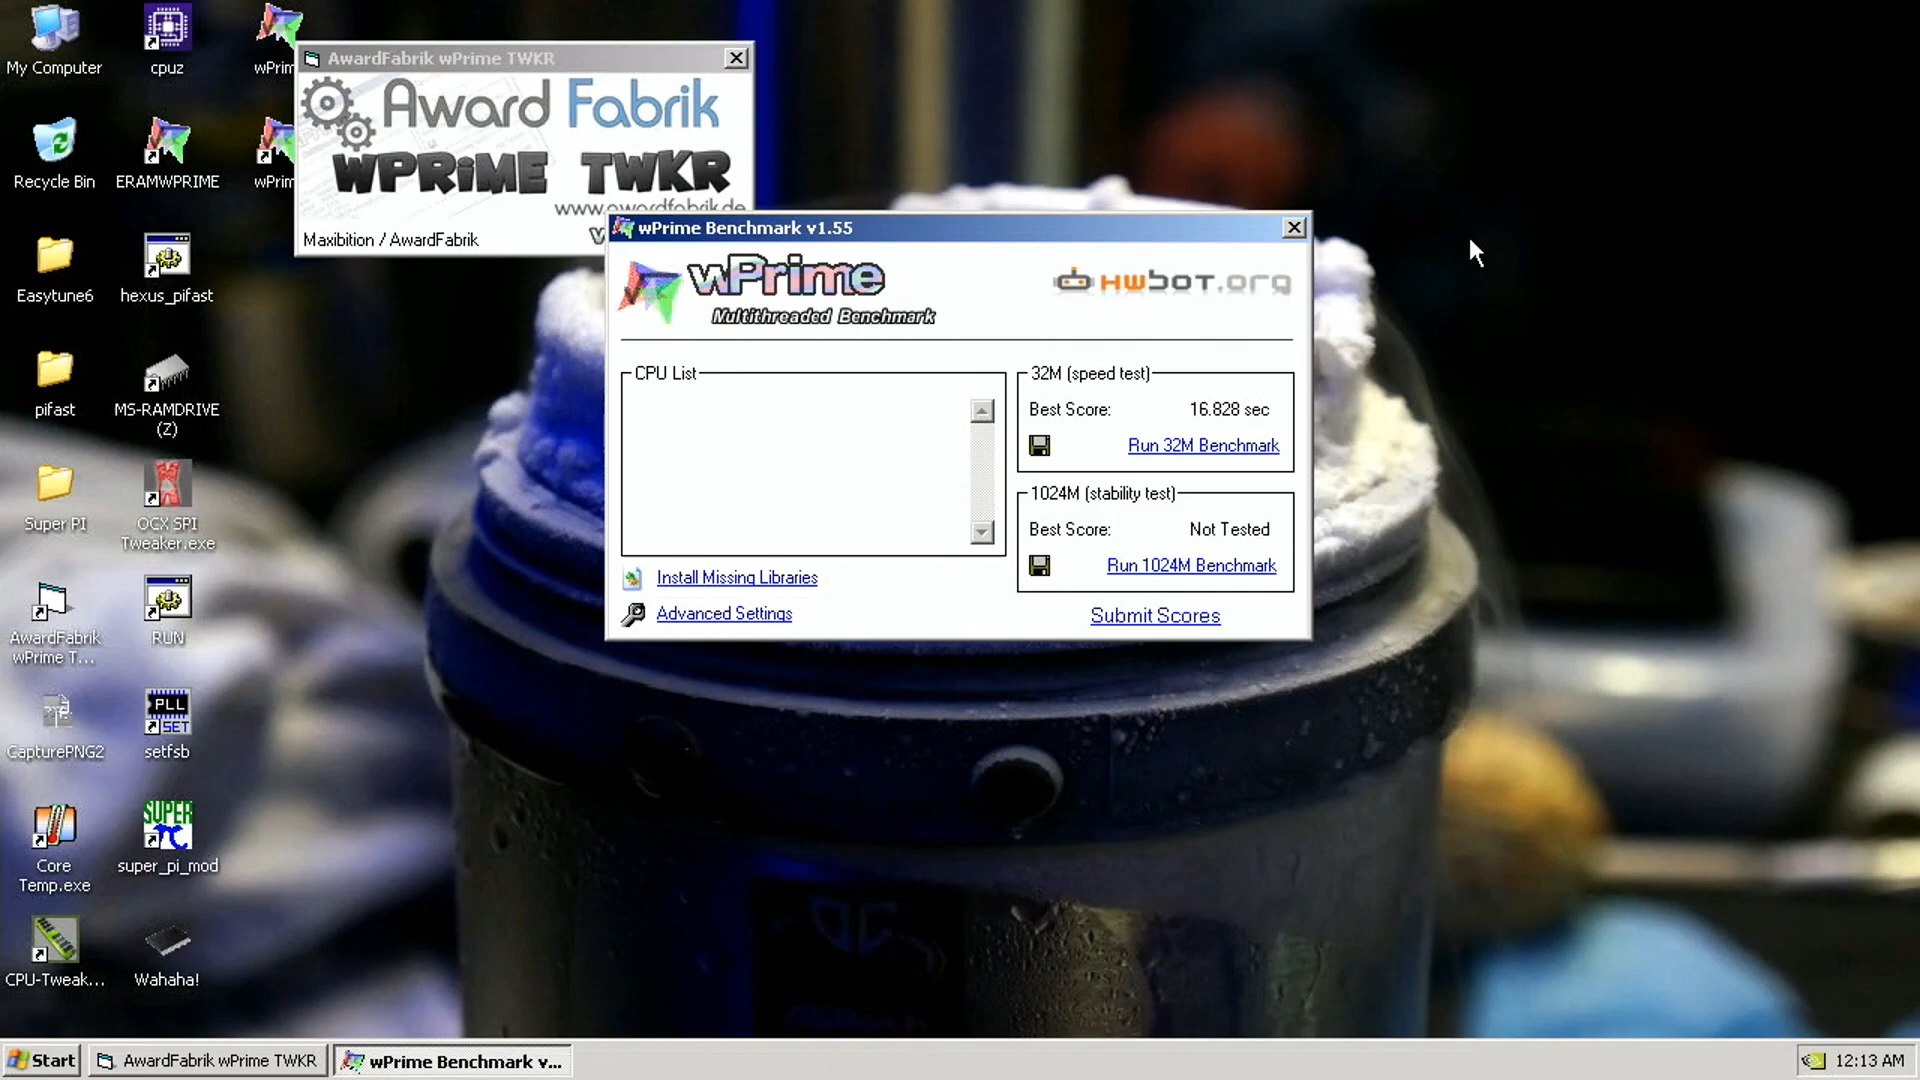 My Computer
cpuz
wPrim
Recycle Bin
ERAMWPRIME
wPrim
Easytune6
hexus_pifast
pifast
MS-RAMDRIVE
(Z)
Super PI
OCX SPI
Tweaker.exe
AwardFabrik
wPrime T...
RUN
CapturePNG2
PLL
SET
setfsb
Core
Temp.exe
SUPER
π
super_pi_mod
CPU-Tweak...
Wahaha!
AwardFabrik wPrime TWKR
Award Fabrik
WPRiME TWKR
www.awardfabrik.de
Maxibition / AwardFabrik
wPrime Benchmark v1.55
wPrime
Multithreaded Benchmark
HWBOT.ORG
CPU List
32M (speed test)
Best Score: 16.828 sec
Run 32M Benchmark
1024M (stability test)
Best Score: Not Tested
Run 1024M Benchmark
Install Missing Libraries
Advanced Settings
Submit Scores
Start
AwardFabrik wPrime TWKR
wPrime Benchmark v...
12:13 AM